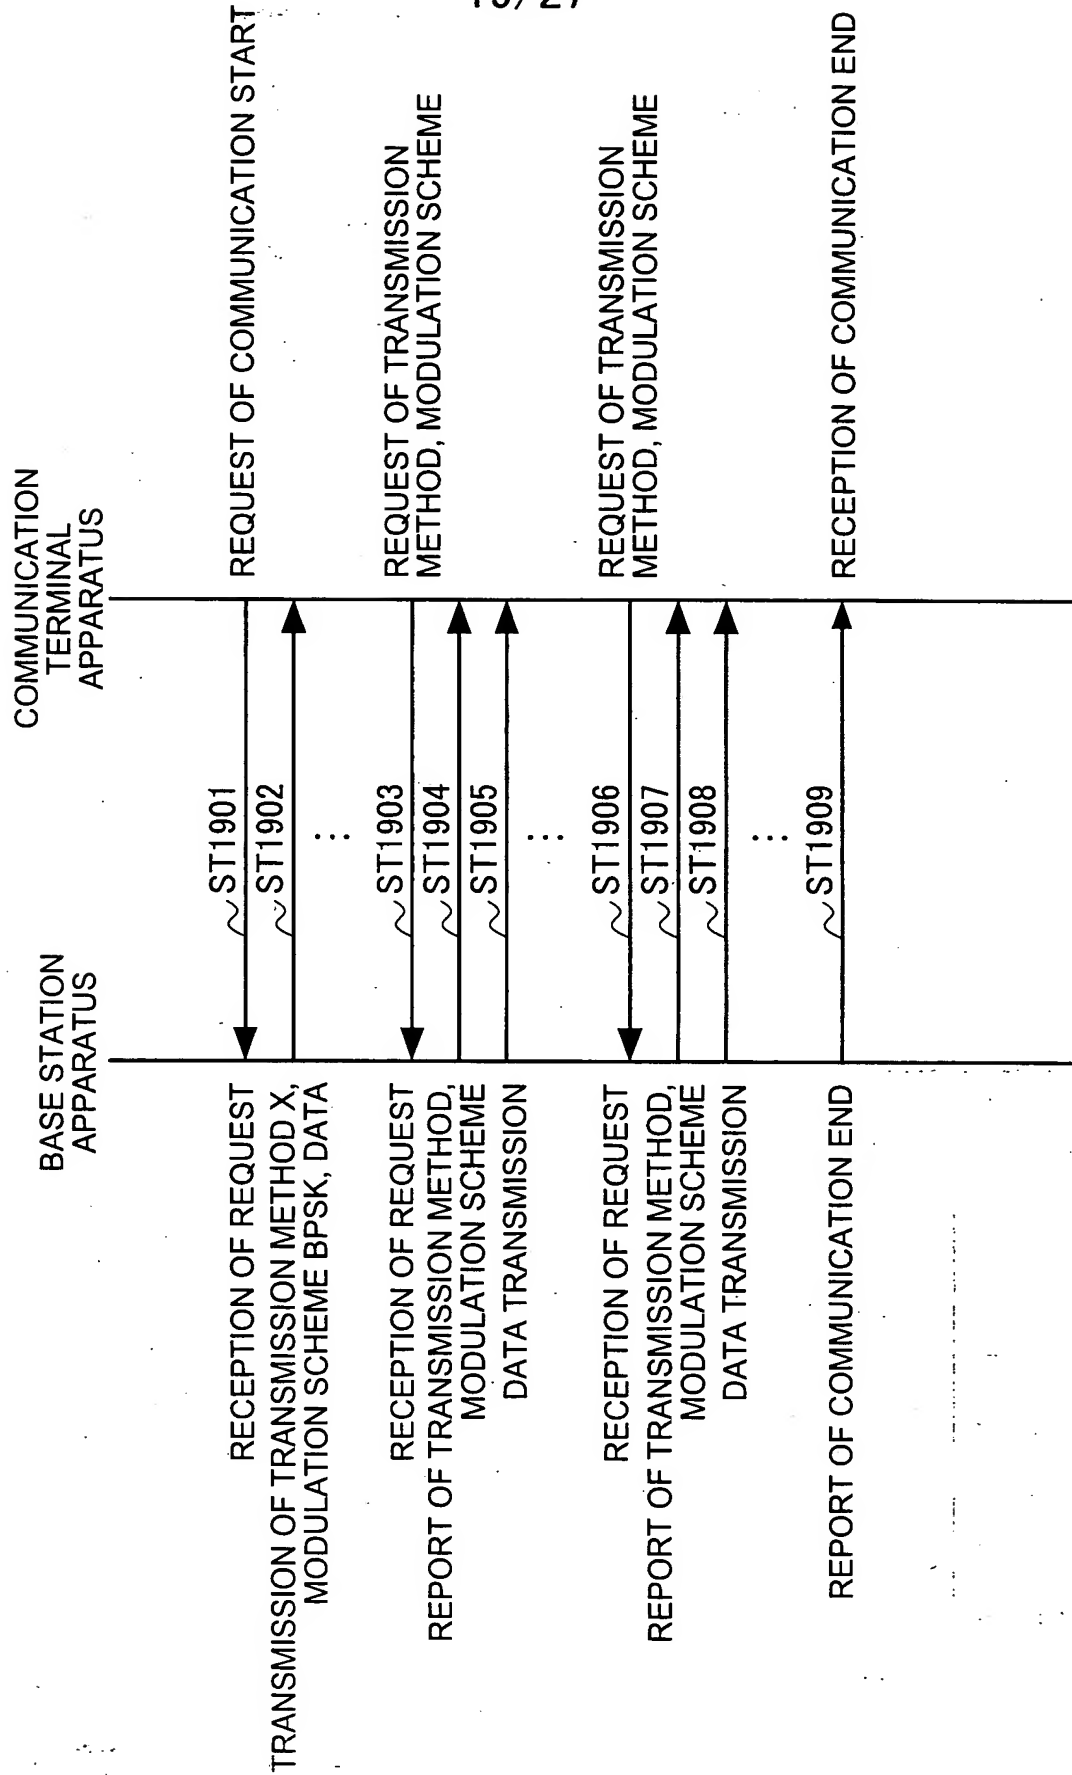 BASE STATION
APPARATUS
COMMUNICATION
TERMINAL
APPARATUS
RECEPTION OF REQUEST
ST1901
REQUEST OF COMMUNICATION START
TRANSMISSION OF TRANSMISSION METHOD X,
MODULATION SCHEME BPSK, DATA
ST1902
...
RECEPTION OF REQUEST
ST1903
REQUEST OF TRANSMISSION
METHOD, MODULATION SCHEME
REPORT OF TRANSMISSION METHOD,
MODULATION SCHEME
ST1904
DATA TRANSMISSION
ST1905
...
RECEPTION OF REQUEST
ST1906
REQUEST OF TRANSMISSION
METHOD, MODULATION SCHEME
REPORT OF TRANSMISSION METHOD,
MODULATION SCHEME
ST1907
DATA TRANSMISSION
ST1908
...
REPORT OF COMMUNICATION END
ST1909
RECEPTION OF COMMUNICATION END